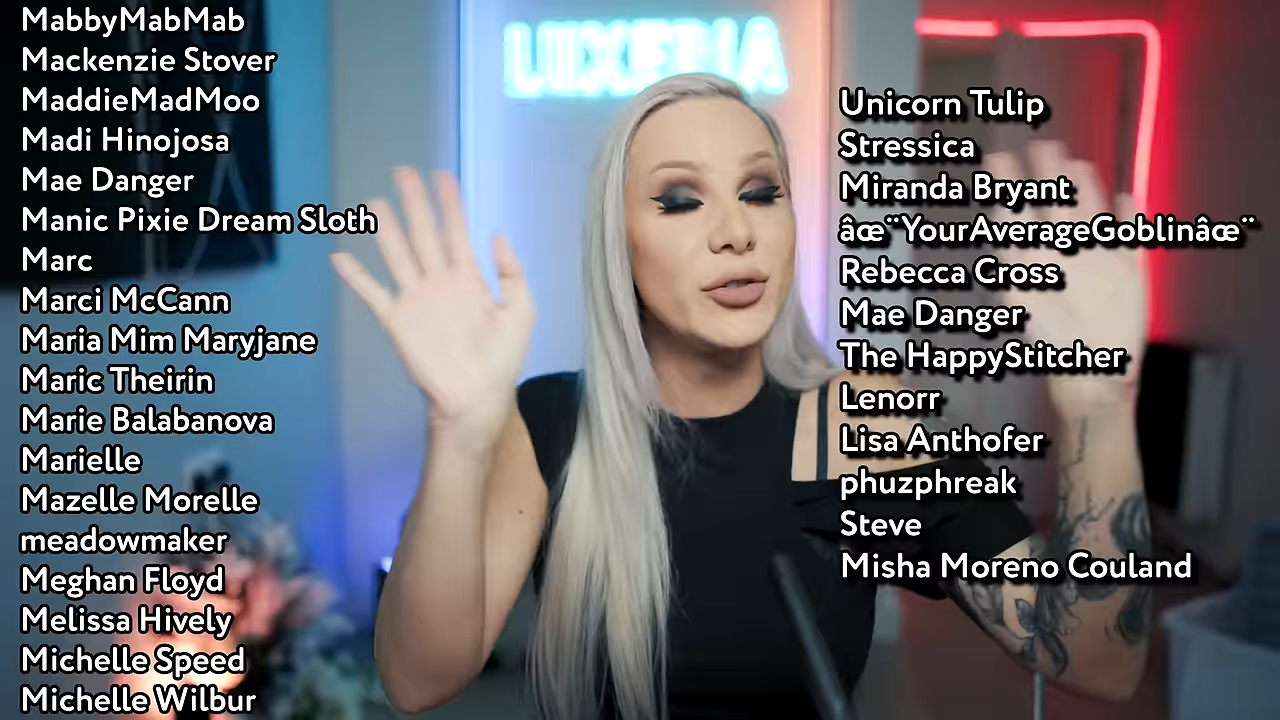 LUXERIA
MabbyMabMab
Mackenzie Stover
MaddieMadMoo
Madi Hinojosa
Mae Danger
Manic Pixie Dream Sloth
Marc
Marci McCann
Maria Mim Maryjane
Maric Theirin
Marie Balabanova
Marielle
Mazelle Morelle
meadowmaker
Meghan Floyd
Melissa Hively
Michelle Speed
Michelle Wilbur
Unicorn Tulip
Stressica
Miranda Bryant
âœ¨YourAverageGoblinâœ¨
Rebecca Cross
Mae Danger
The HappyStitcher
Lenorr
Lisa Anthofer
phuzphreak
Steve
Misha Moreno Couland